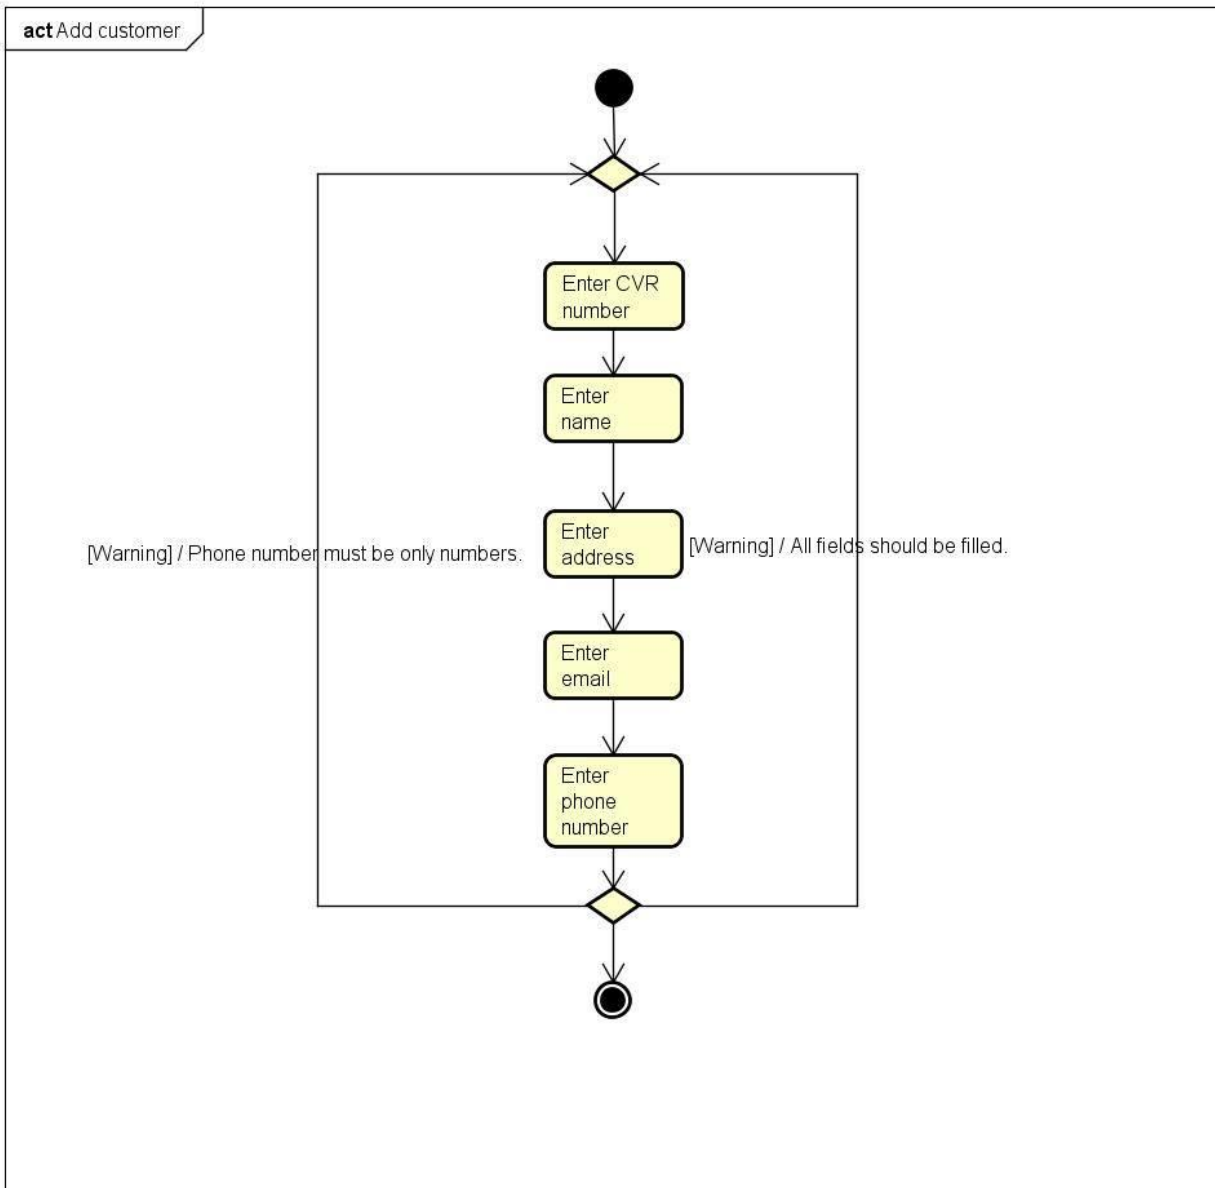 act Add customer
Enter CVR
number
Enter
name
Enter
address
[Warning] / Phone number must be only numbers.
[Warning] / All fields should be filled.
Enter
email
Enter
phone
number